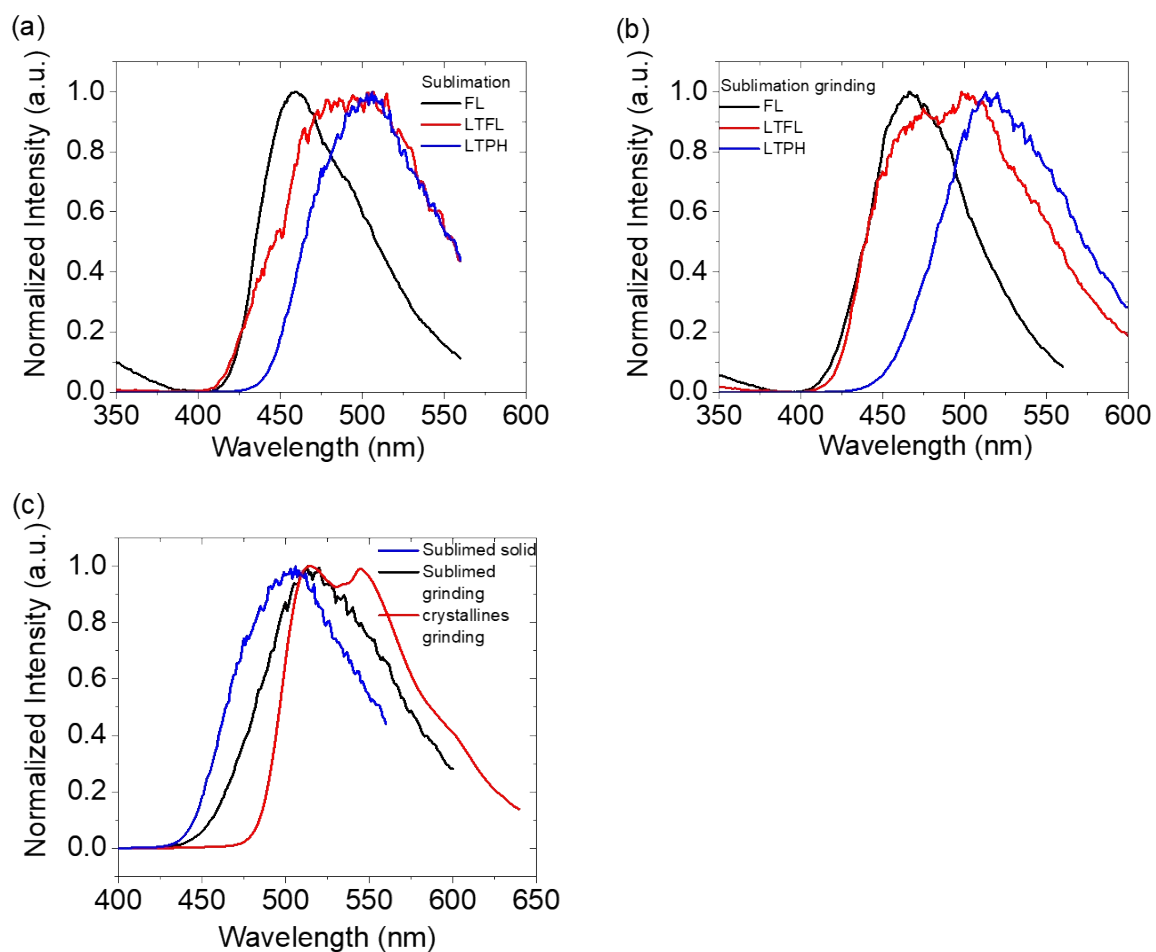 (a)
Normalized Intensity (a.u.)
1.0
0.8
0.6
0.4
0.2
0.0
Sublimation
FL
LTFL
LTPH
350 400 450 500 550 600
Wavelength (nm)
(b)
Normalized Intensity (a.u.)
1.0
0.8
0.6
0.4
0.2
0.0
Sublimation grinding
FL
LTFL
LTPH
350 400 450 500 550 600
Wavelength (nm)
(c)
Normalized Intensity (a.u.)
1.0
0.8
0.6
0.4
0.2
0.0
Sublimed solid
Sublimed
grinding
crystallines
grinding
400 450 500 550 600 650
Wavelength (nm)